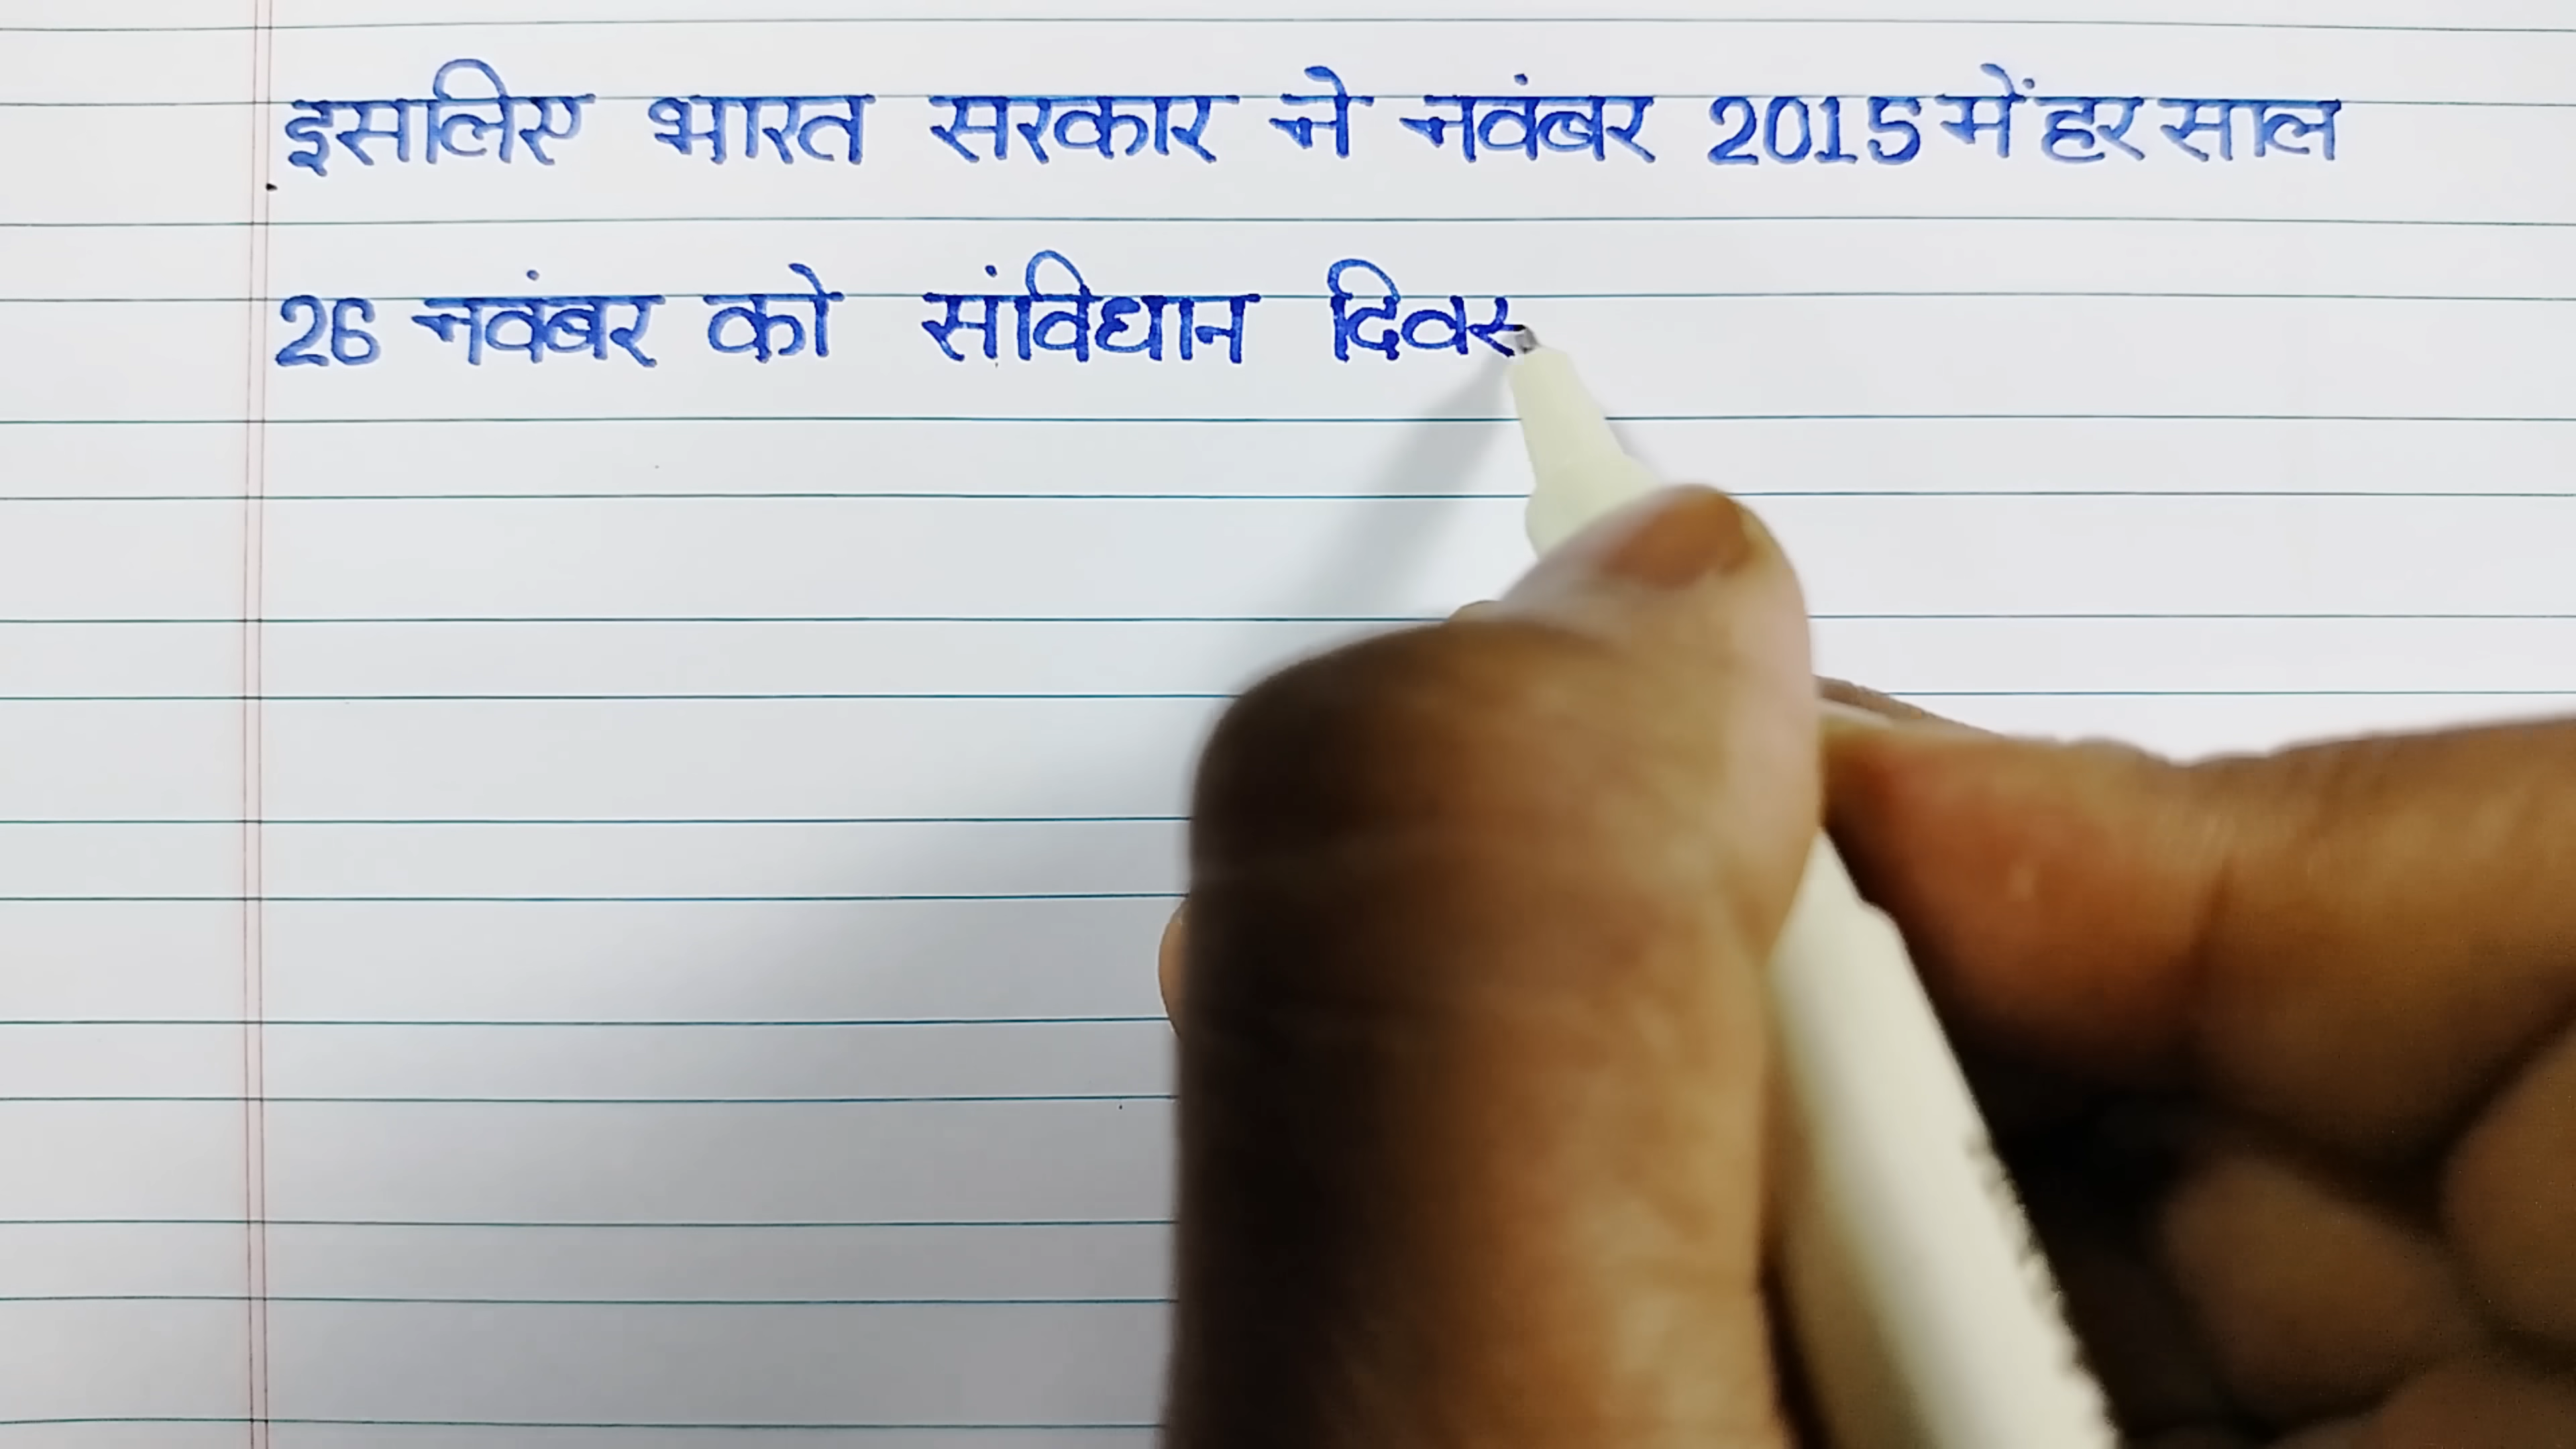 इसलिए भारत सरकार ने नवंबर 2015 में हर साल
26 नवंबर को संविधान दिवस